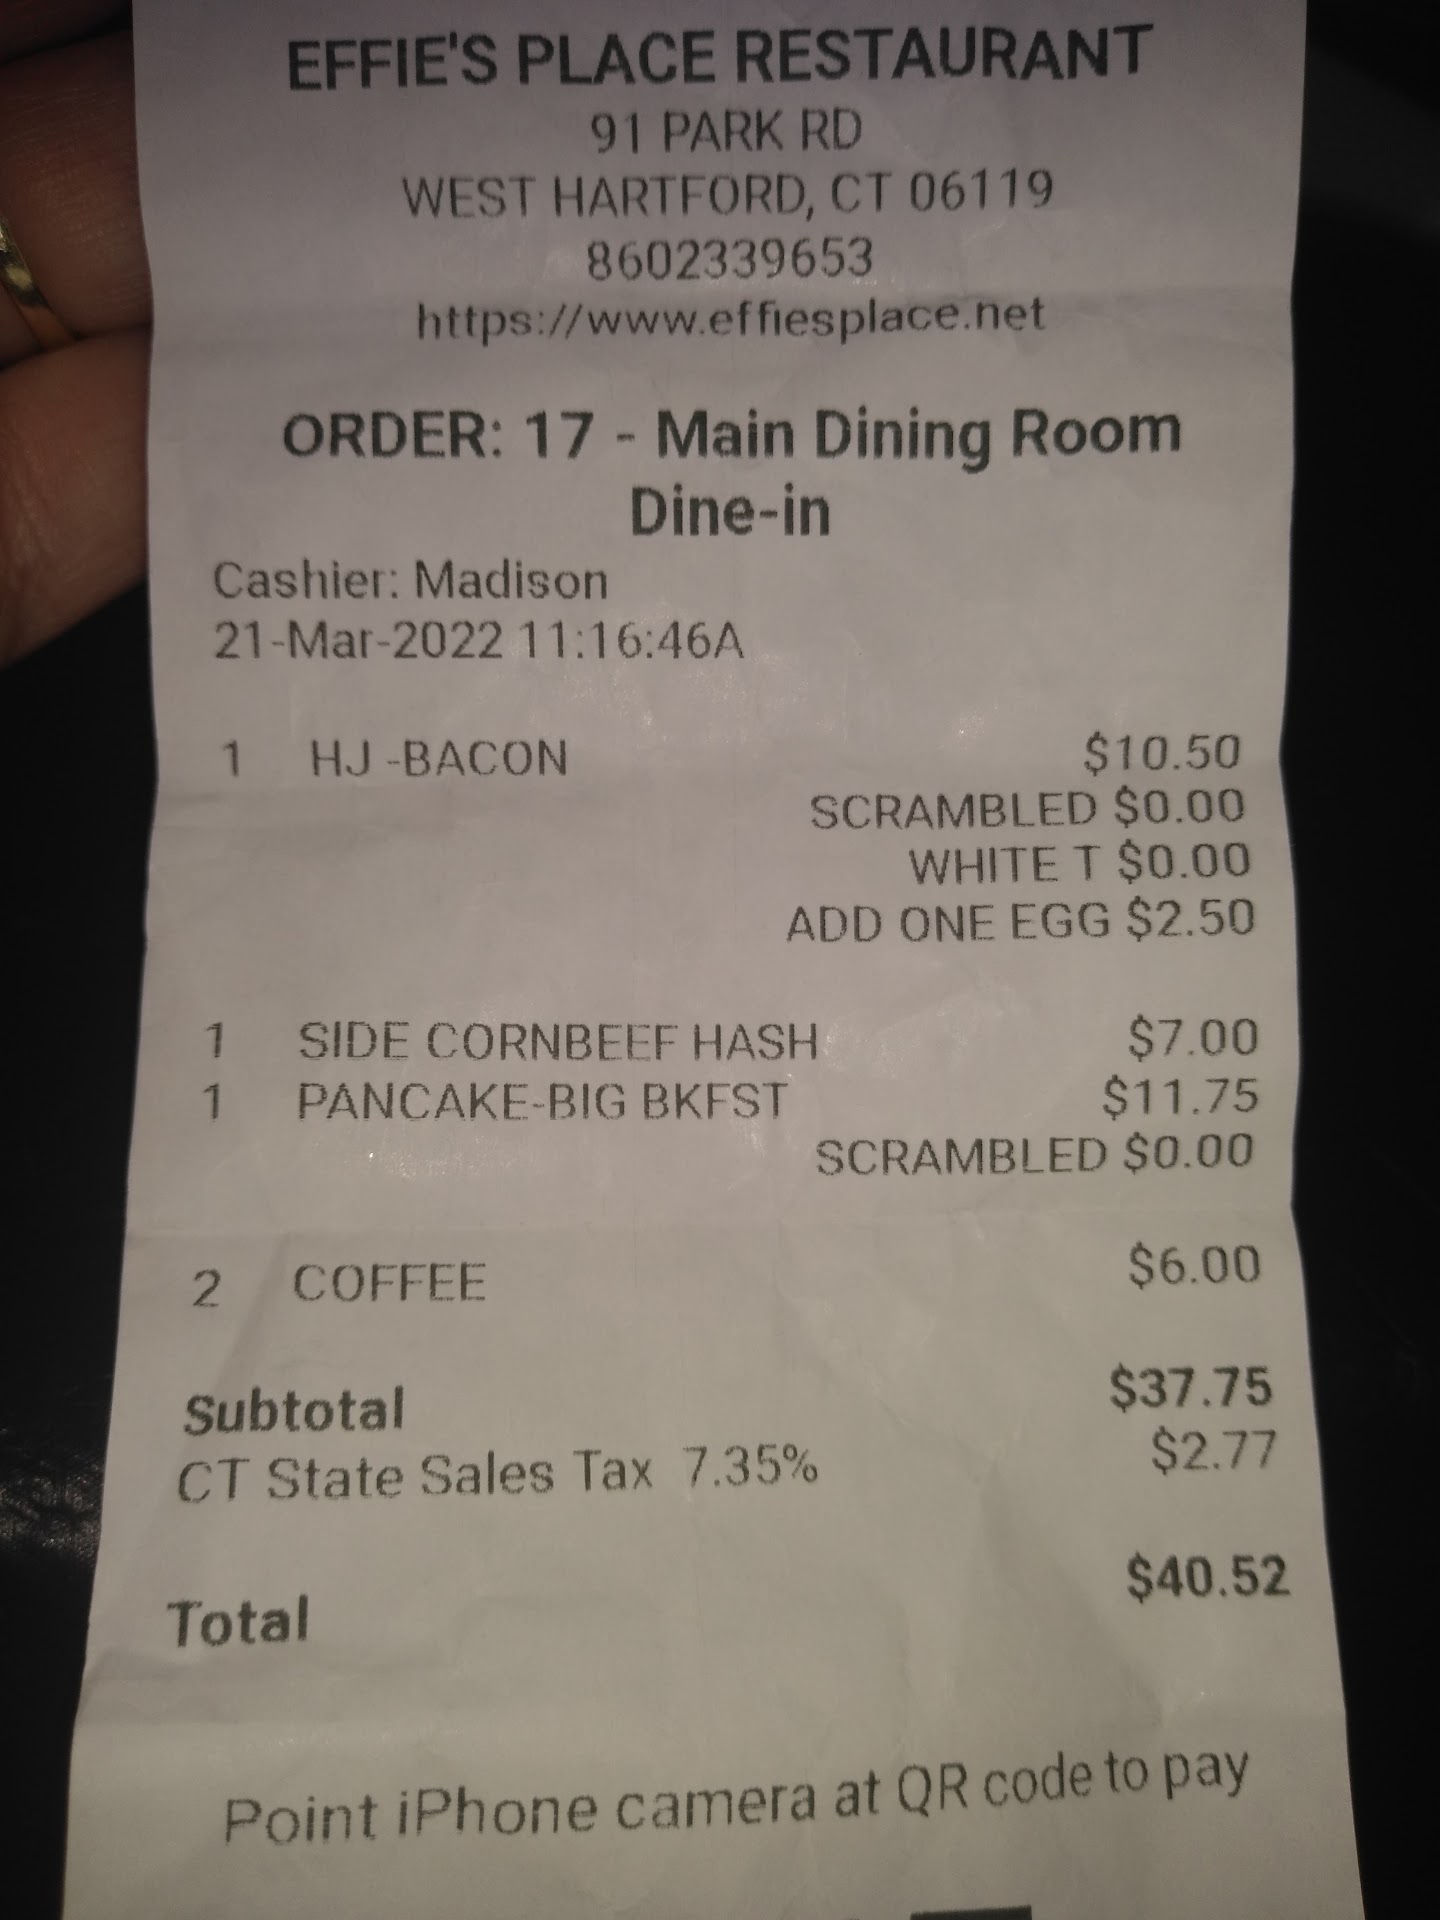 EFFIE'S PLACE RESTAURANT
91 PARK RD
WEST HARTFORD, CT 06119
8602339653
https://www.effiesplace.net
ORDER: 17 - Main Dining Room
Dine-in
Cashier: Madison
21-Mar-2022 11:16:46A
1 HJ -BACON $10.50
SCRAMBLED $0.00
WHITE T $0.00
ADD ONE EGG $2.50
1 SIDE CORNBEEF HASH $7.00
1 PANCAKE-BIG BKFST $11.75
SCRAMBLED $0.00
2 COFFEE $6.00
Subtotal $37.75
CT State Sales Tax 7.35% $2.77
Total $40.52
Point iPhone camera at QR code to pay